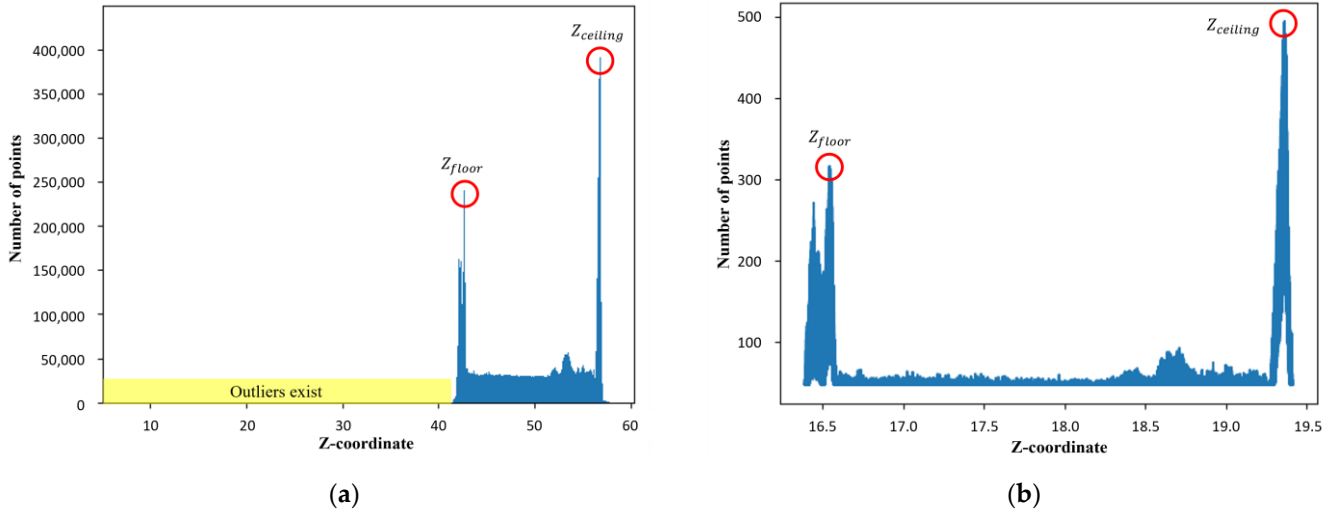 Z_ceiling
400,000
350,000
300,000
250,000
200,000
150,000
100,000
50,000
0
Number of points
Z_floor
Outliers exist
10
20
30
40
50
60
Z-coordinate
(a)
500
400
300
200
100
Number of points
Z_ceiling
Z_floor
16.5
17.0
17.5
18.0
18.5
19.0
19.5
Z-coordinate
(b)